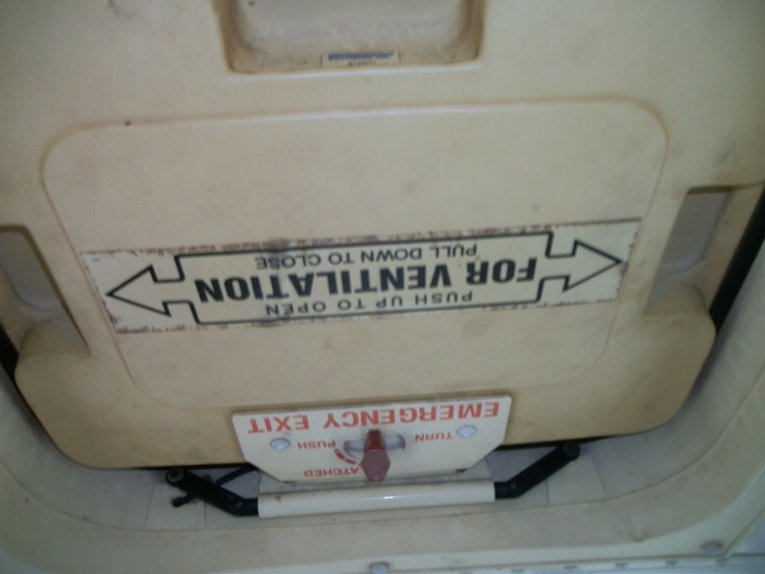 PUSH UP TO OPEN
FOR VENTILATION
PULL DOWN TO CLOSE
EMERGENCY EXIT
TURN
PUSH